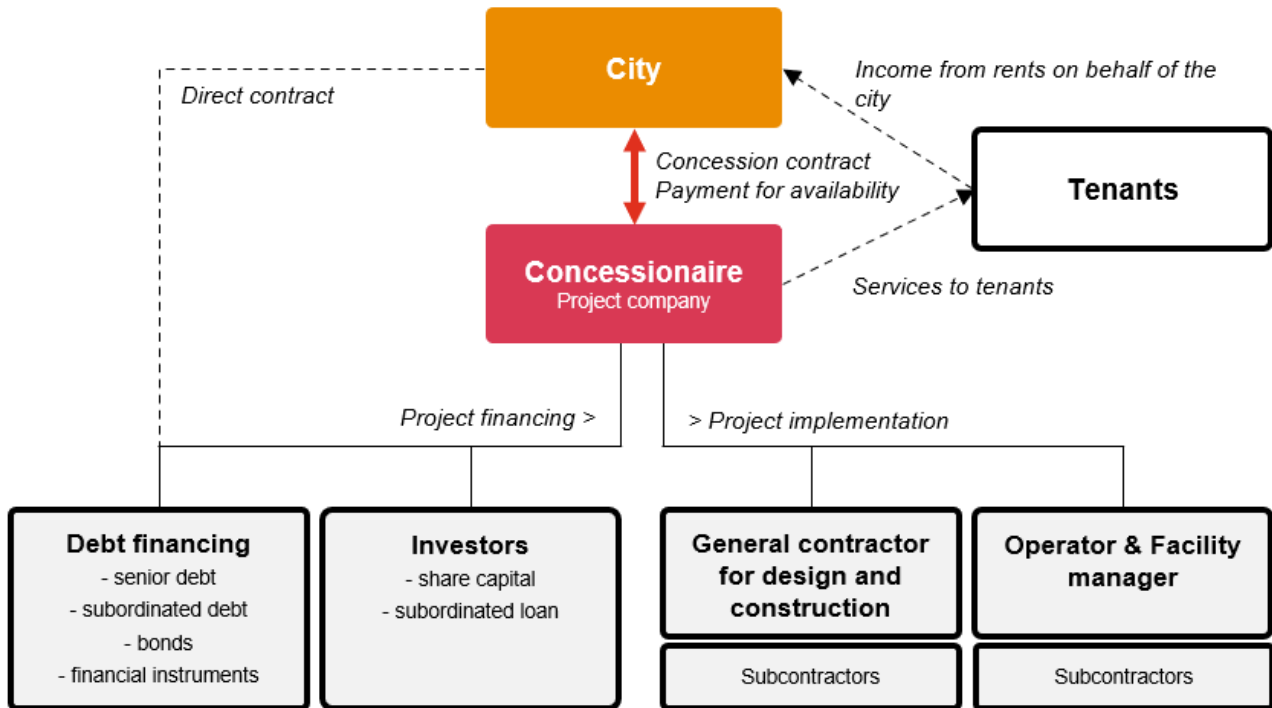 City
Direct contract
Income from rents on behalf of the
city
Concession contract
Payment for availability
Tenants
Concessionaire
Project company
Services to tenants
Project financing >
> Project implementation
Debt financing
- senior debt
- subordinated debt
- bonds
- financial instruments
Investors
- share capital
- subordinated loan
General contractor
for design and
construction
Subcontractors
Operator & Facility
manager
Subcontractors